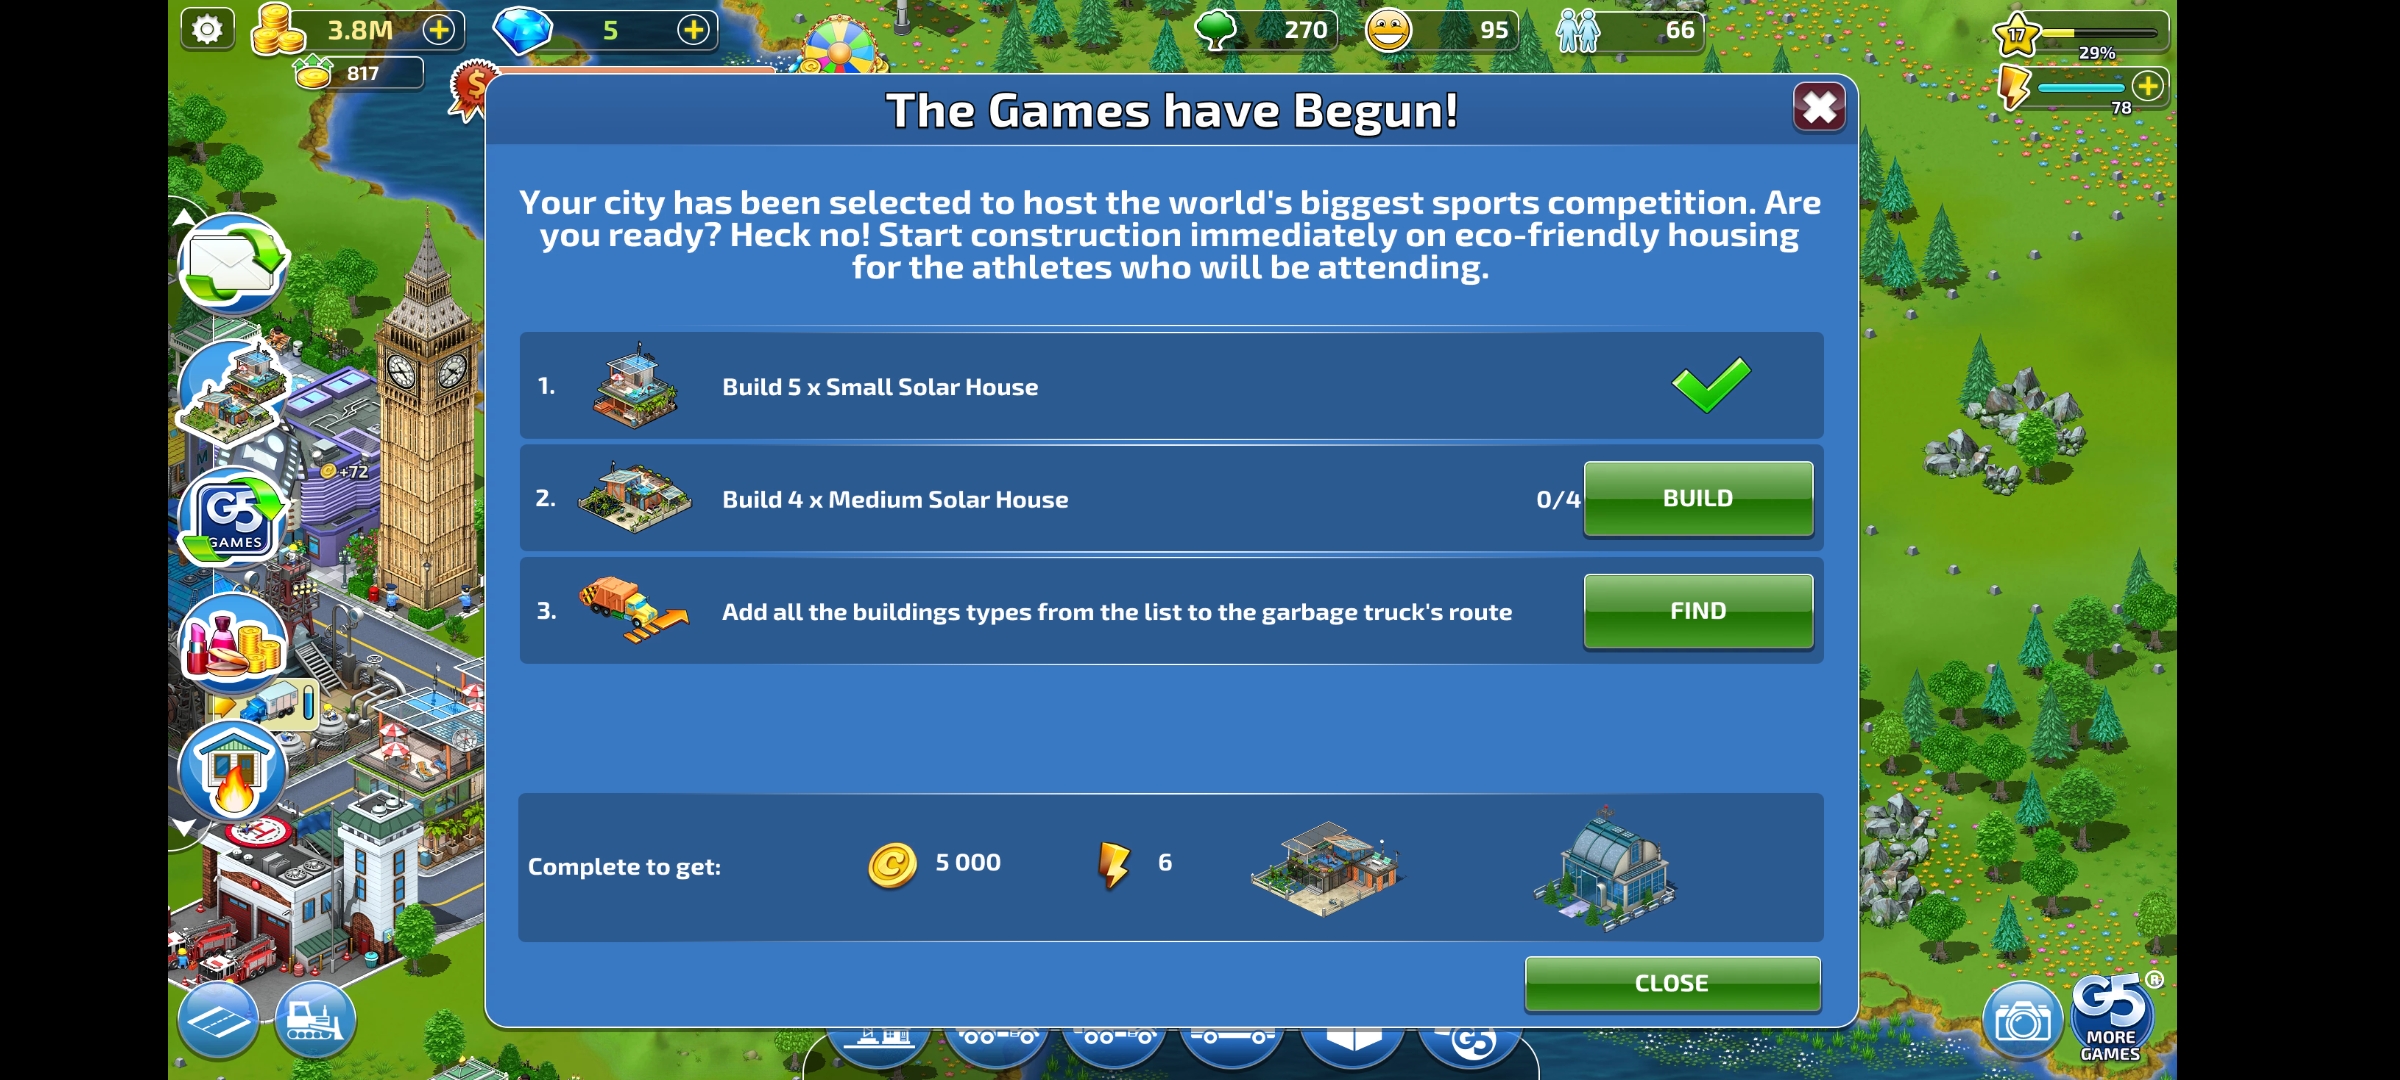 3.8M
5
270
95
66
17
29%
817
78
The Games have Begun!
Your city has been selected to host the world's biggest sports competition. Are
you ready? Heck no! Start construction immediately on eco-friendly housing
for the athletes who will be attending.
1. Build 5 x Small Solar House
2. Build 4 x Medium Solar House 0/4 BUILD
3. Add all the buildings types from the list to the garbage truck's route FIND
+72
G5
GAMES
Complete to get: 5 000 6
CLOSE
H
G5
G5 ®
MORE
GAMES